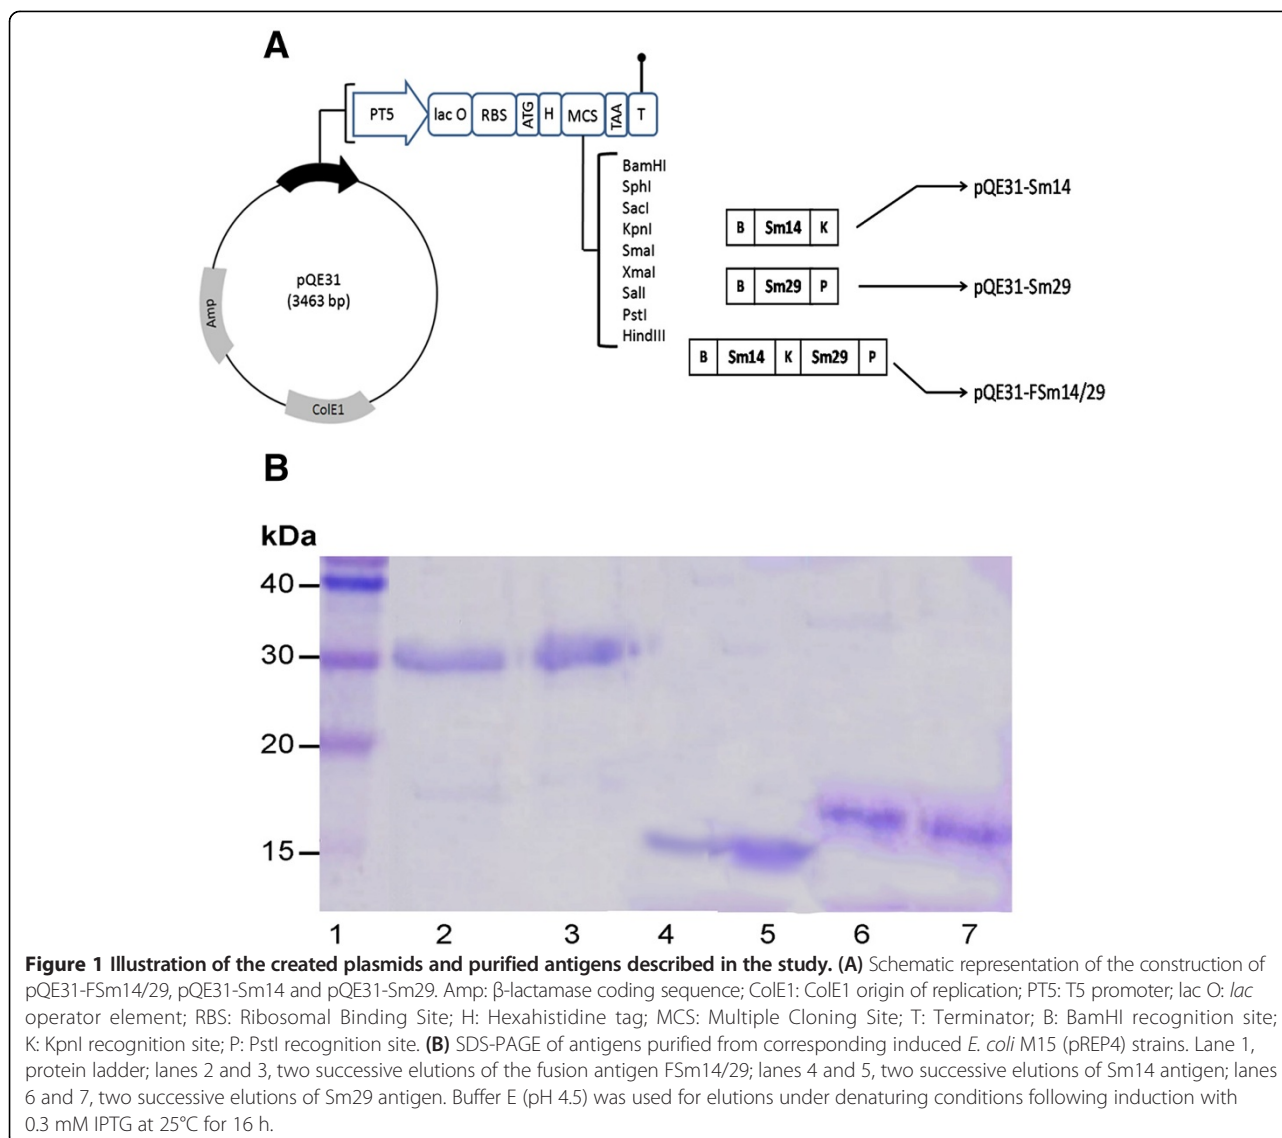 A
PT5 lac O RBS ATG H MCS TAA T
BamHI
SphI
SacI
KpnI
SmaI
XmaI
SalI
PstI
HindIII
pQE31
(3463 bp)
Amp
ColE1
B Sm14 K
pQE31-Sm14
B Sm29 P
pQE31-Sm29
B Sm14 K Sm29 P
pQE31-FSm14/29
B
kDa
40
30
20
15
1 2 3 4 5 6 7
Figure 1 Illustration of the created plasmids and purified antigens described in the study. (A) Schematic representation of the construction of
pQE31-FSm14/29, pQE31-Sm14 and pQE31-Sm29. Amp: β-lactamase coding sequence; ColE1: ColE1 origin of replication; PT5: T5 promoter; lac O: lac
operator element; RBS: Ribosomal Binding Site; H: Hexahistidine tag; MCS: Multiple Cloning Site; T: Terminator; B: BamHI recognition site;
K: KpnI recognition site; P: PstI recognition site. (B) SDS-PAGE of antigens purified from corresponding induced E. coli M15 (pREP4) strains. Lane 1,
protein ladder; lanes 2 and 3, two successive elutions of the fusion antigen FSm14/29; lanes 4 and 5, two successive elutions of Sm14 antigen; lanes
6 and 7, two successive elutions of Sm29 antigen. Buffer E (pH 4.5) was used for elutions under denaturing conditions following induction with
0.3 mM IPTG at 25°C for 16 h.